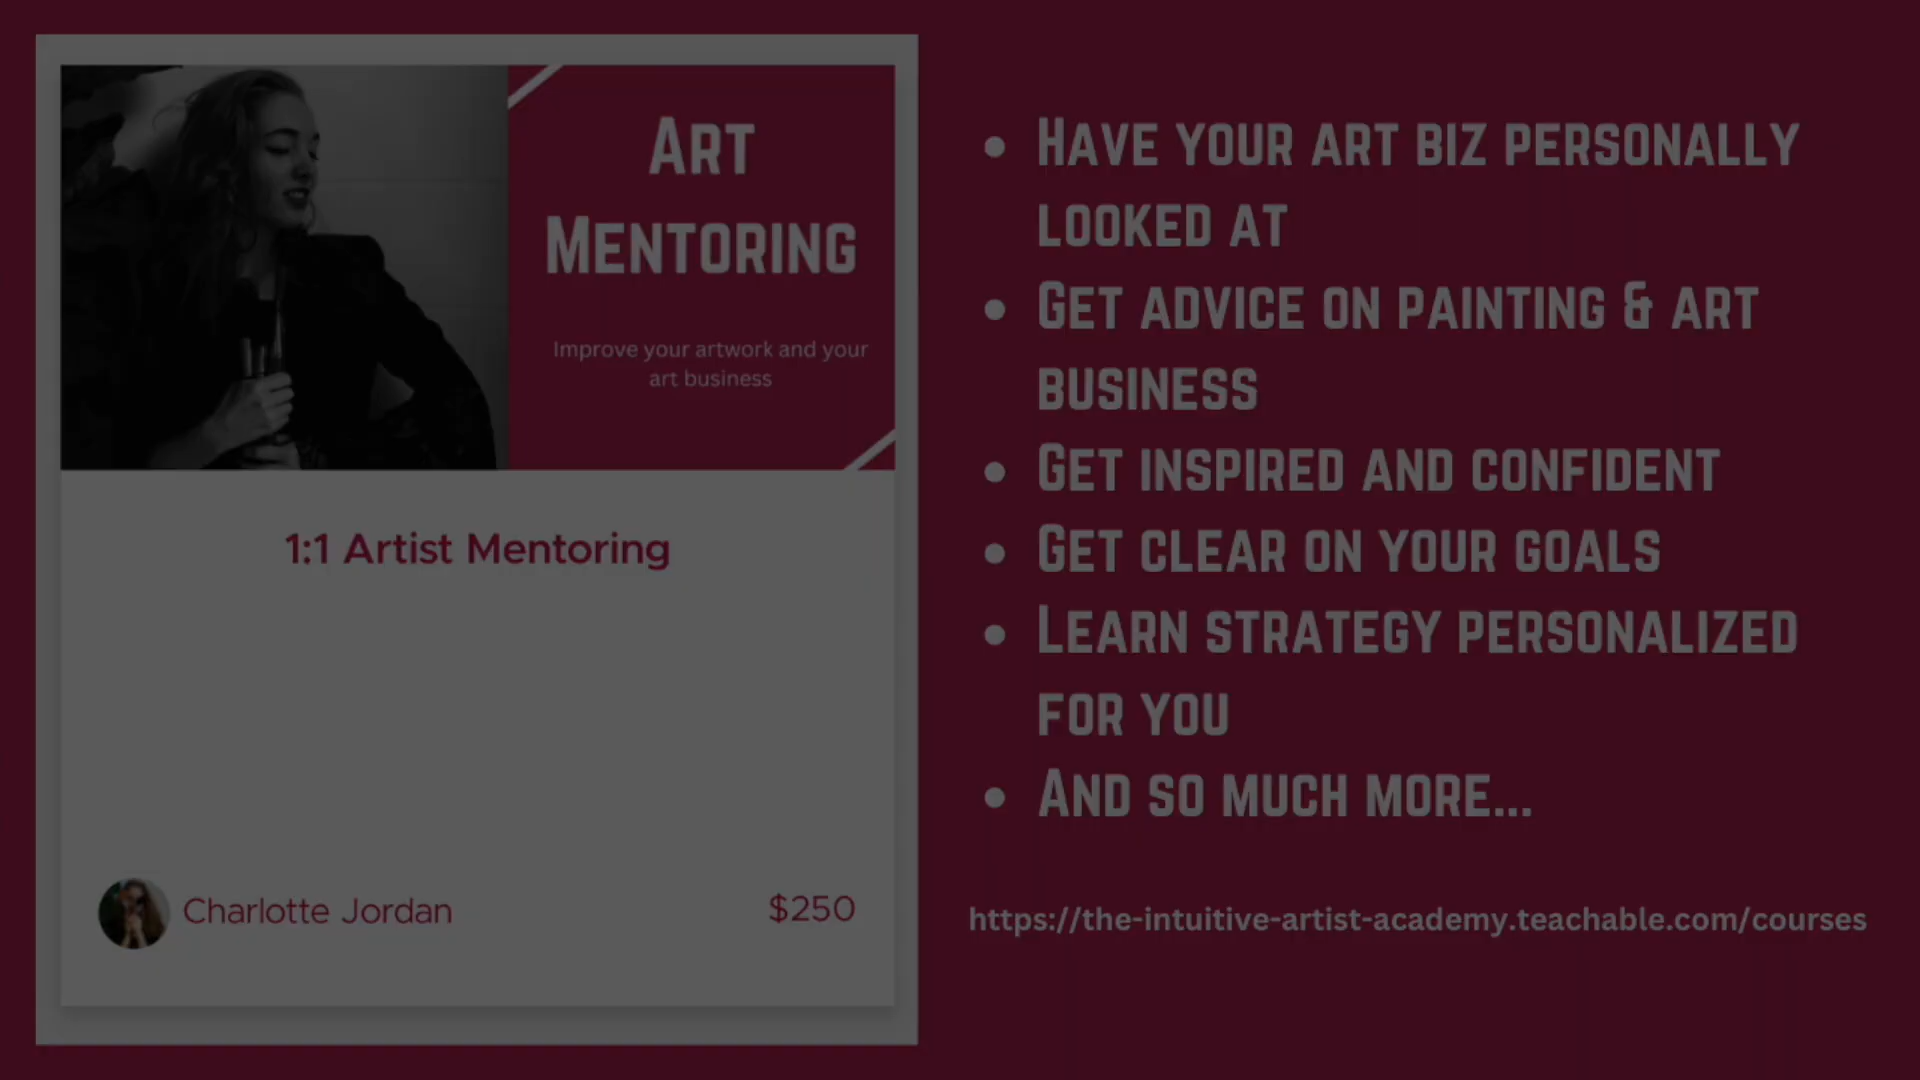 Art
Mentoring
Improve your artwork and your
art business
1:1 Artist Mentoring
Charlotte Jordan
$250
• Have your art biz personally
looked at
• Get advice on painting & art
business
• Get inspired and confident
• Get clear on your goals
• Learn strategy personalized
for you
• And so much more...
https://the-intuitive-artist-academy.teachable.com/courses